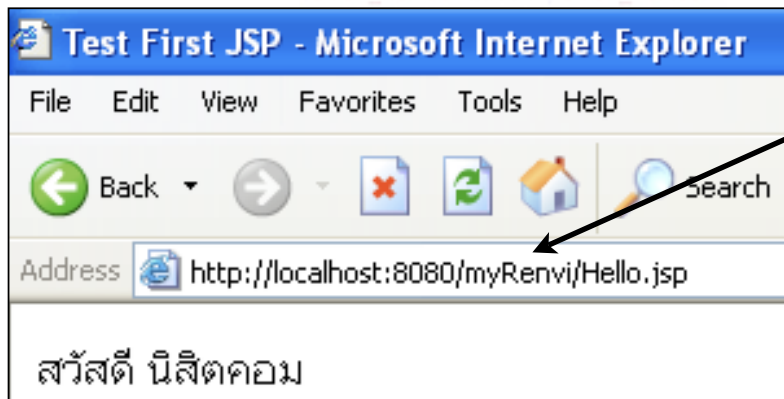 Test First JSP - Microsoft Internet Explorer
File Edit View Favorites Tools Help
Back Search
Address http://localhost:8080/myRenvi/Hello.jsp
สวัสดี นิสิตคอม